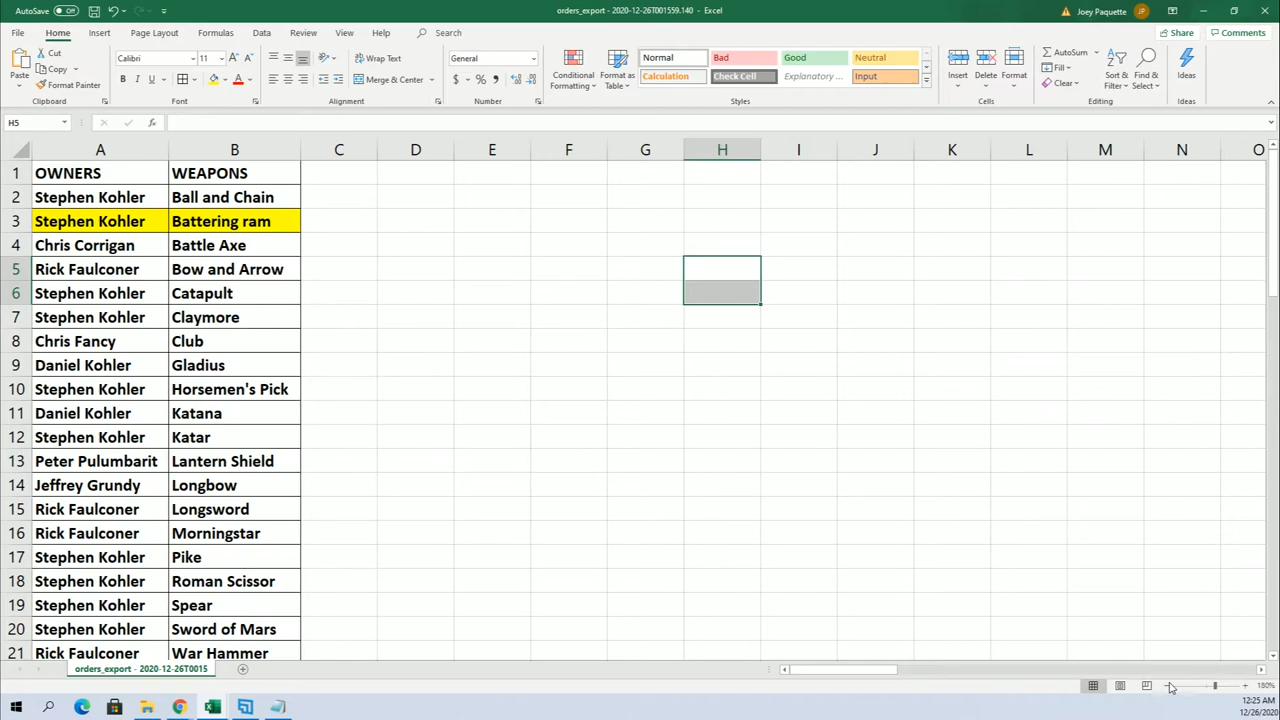 AutoSave Off orders_export - 2020-12-26T001559.140 - Excel Joey Paquette JP
File Home Insert Page Layout Formulas Data Review View Help Search Share Comments
Paste Cut Copy Format Painter Clipboard
Calibri 11 A A B I U A Font
Wrap Text Merge & Center Alignment
General $ % Number
Conditional Formatting Format as Table
Normal Bad Good Neutral
Calculation Check Cell Explanatory ... Input
Styles
Insert Delete Format Cells
AutoSum Fill Clear Sort & Filter Find & Select Editing
Ideas Ideas
H5 fx
A B C D E F G H I J K L M N O
1 OWNERS WEAPONS
2 Stephen Kohler Ball and Chain
3 Stephen Kohler Battering ram
4 Chris Corrigan Battle Axe
5 Rick Faulconer Bow and Arrow
6 Stephen Kohler Catapult
7 Stephen Kohler Claymore
8 Chris Fancy Club
9 Daniel Kohler Gladius
10 Stephen Kohler Horsemen's Pick
11 Daniel Kohler Katana
12 Stephen Kohler Katar
13 Peter Pulumbarit Lantern Shield
14 Jeffrey Grundy Longbow
15 Rick Faulconer Longsword
16 Rick Faulconer Morningstar
17 Stephen Kohler Pike
18 Stephen Kohler Roman Scissor
19 Stephen Kohler Spear
20 Stephen Kohler Sword of Mars
21 Rick Faulconer War Hammer
orders_export - 2020-12-26T0015
180%
12:25 AM
12/26/2020